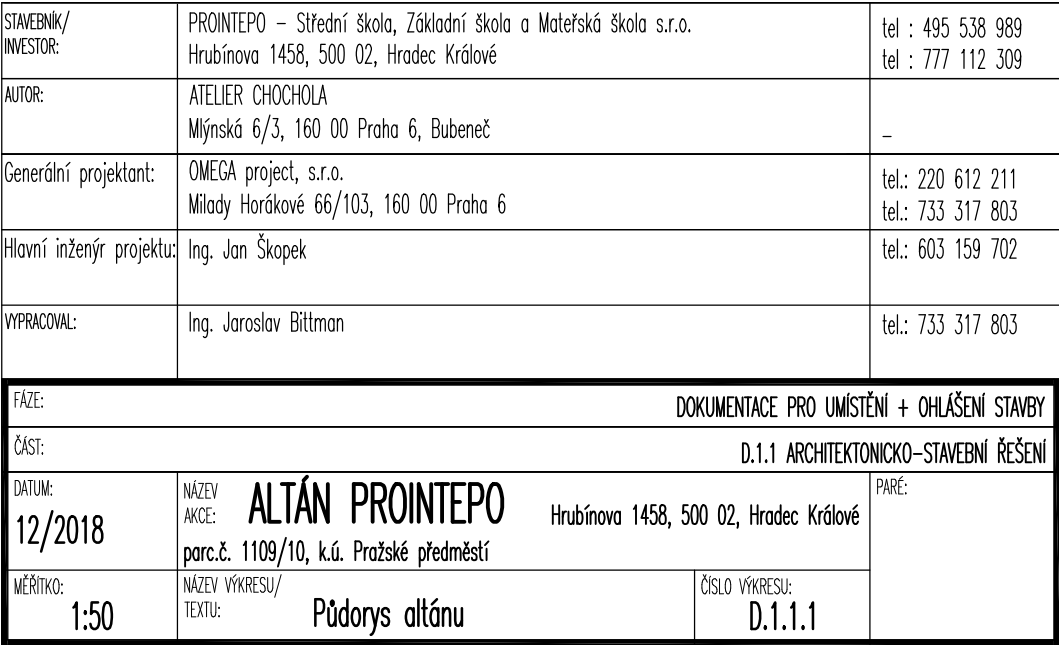 STAVEBNÍK/
INVESTOR:
PROINTEPO – Střední škola, Základní škola a Mateřská škola s.r.o.
Hrubínova 1458, 500 02, Hradec Králové
tel : 495 538 989
tel : 777 112 309
AUTOR:
ATELIER CHOCHOLA
Mlýnská 6/3, 160 00 Praha 6, Bubeneč
–
Generální projektant:
OMEGA project, s.r.o.
Milady Horákové 66/103, 160 00 Praha 6
tel.: 220 612 211
tel.: 733 317 803
Hlavní inženýr projektu:
Ing. Jan Škopek
tel.: 603 159 702
VYPRACOVAL:
Ing. Jaroslav Bittman
tel.: 733 317 803
FÁZE:
DOKUMENTACE PRO UMÍSTĚNÍ + OHLÁŠENÍ STAVBY
ČÁST:
D.1.1 ARCHITEKTONICKO–STAVEBNÍ ŘEŠENÍ
DATUM:
12/2018
NÁZEV
AKCE:
ALTÁN PROINTEPO
Hrubínova 1458, 500 02, Hradec Králové
parc.č. 1109/10, k.ú. Pražské předměstí
PARÉ:
MĚŘÍTKO:
1:50
NÁZEV VÝKRESU/
TEXTU:
Půdorys altánu
ČÍSLO VÝKRESU:
D.1.1.1